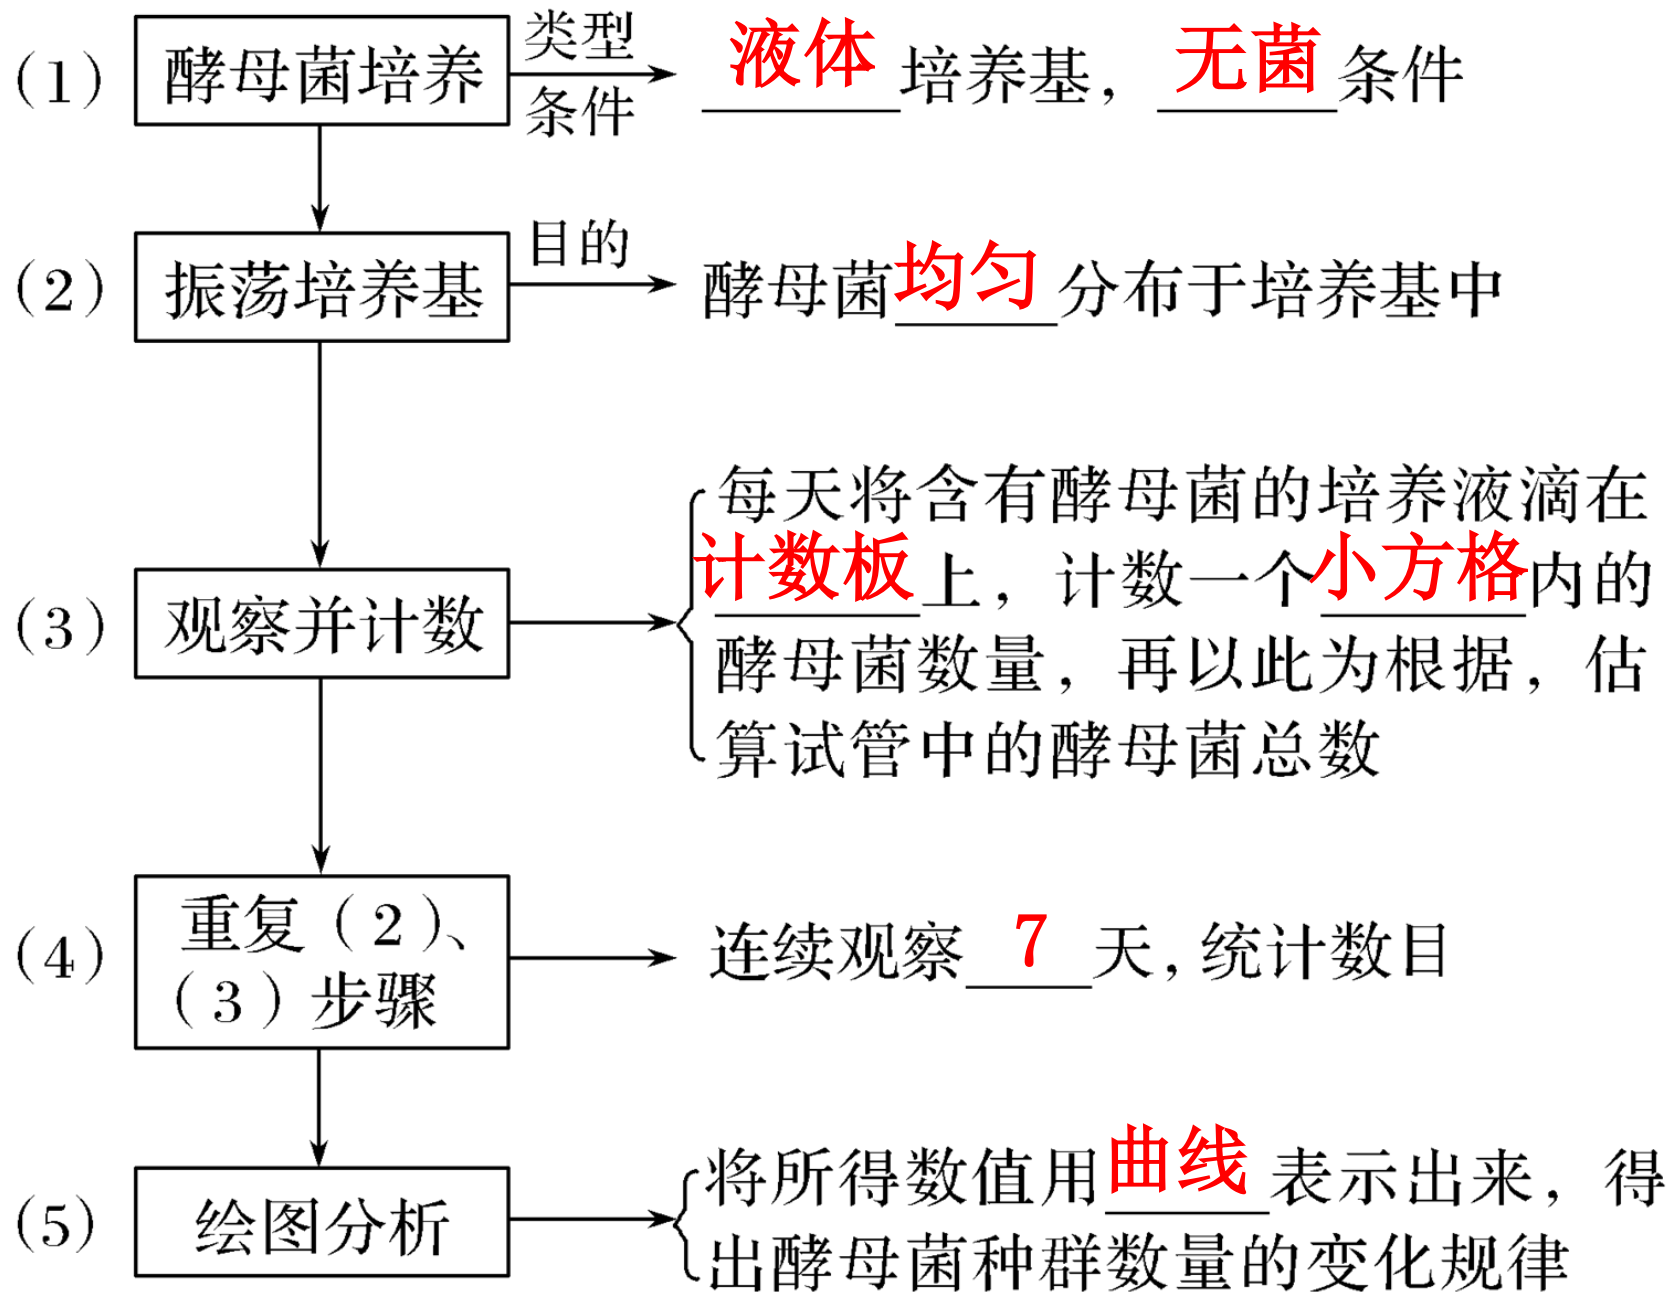 (1) 酵母菌培养 类型 条件 液体培养基，无菌条件
(2) 振荡培养基 目的 酵母菌均匀分布于培养基中
每天将含有酵母菌的培养液滴在
计数板上，计数一个小方格内的
(3) 观察并计数
酵母菌数量，再以此为根据，估
算试管中的酵母菌总数
(4) 重复(2)、
(3)步骤
连续观察7天,统计数目
(5) 绘图分析
将所得数值用曲线表示出来，得
出酵母菌种群数量的变化规律